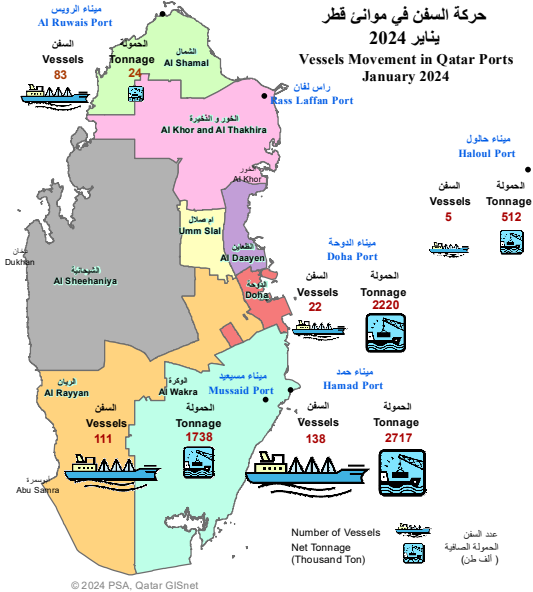 حركة السفن في موانئ قطر
يناير 2024
Vessels Movement in Qatar Ports
January 2024
ميناء الرويس
Al Ruwais Port
السفن
Vessels
83
الحمولة
Tonnage
24
الشمال
Al Shamal
راس لفان
Rass Laffan Port
الخور و الذخيرة
Al Khor and Al Thakhira
الخور
Al Khor
ميناء حالول
Haloul Port
السفن
Vessels
5
الحمولة
Tonnage
512
ام صلال
Umm Slal
الظعاين
Al Daayen
دخان
Dukhan
الشيحانية
Al Sheehaniya
ميناء الدوحة
Doha Port
السفن
Vessels
22
الحمولة
Tonnage
2220
الدوحة
Doha
الريان
Al Rayyan
الوكرة
Al Wakra
ميناء مسيعيد
Mussaid Port
ميناء حمد
Hamad Port
السفن
Vessels
111
الحمولة
Tonnage
1738
السفن
Vessels
138
الحمولة
Tonnage
2717
أبوسمرة
Abu Samra
Number of Vessels
عدد السفن
Net Tonnage
(Thousand Ton)
الحمولة الصافية
( ألف طن)
© 2024 PSA, Qatar GISnet